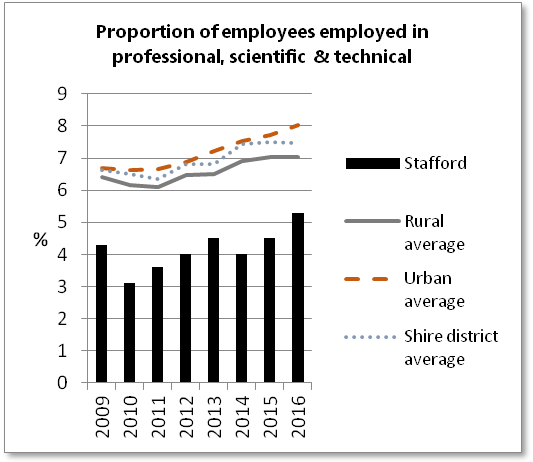 Proportion of employees employed in
professional, scientific & technical
9
8
7
6
5
4
3
2
1
0
%
2009
2010
2011
2012
2013
2014
2015
2016
Stafford
Rural
average
Urban
average
Shire district
average